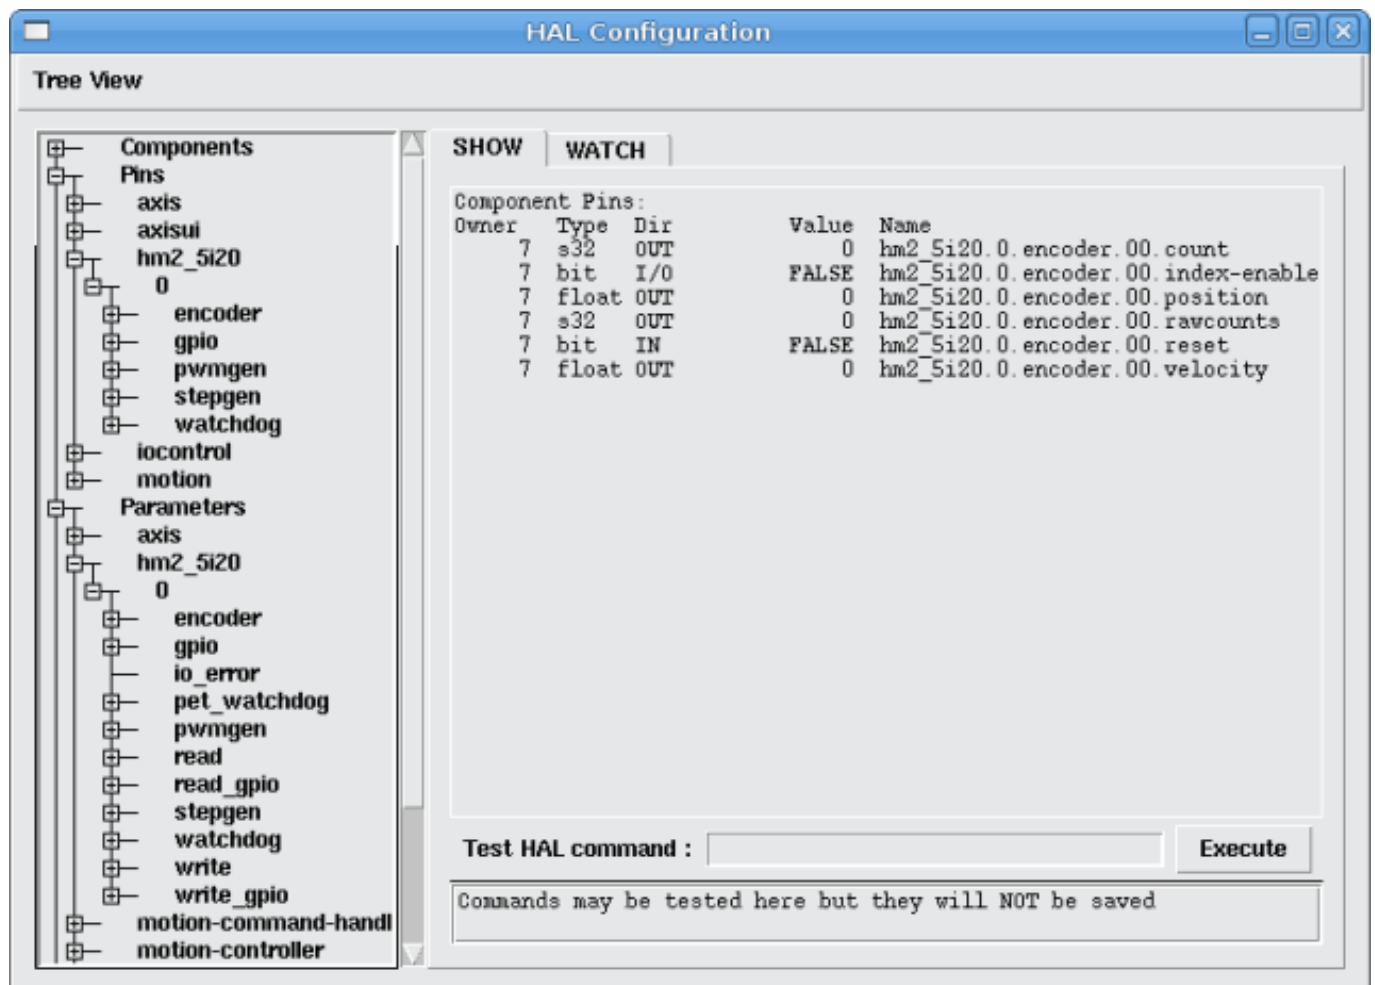 HAL Configuration
Tree View
Components
Pins
axis
axisui
hm2_5i20
0
encoder
gpio
pwmgen
stepgen
watchdog
iocontrol
motion
Parameters
axis
hm2_5i20
0
encoder
gpio
io_error
pet_watchdog
pwmgen
read
read_gpio
stepgen
watchdog
write
write_gpio
motion-command-handl
motion-controller
SHOW WATCH
Component Pins:
Owner Type Dir Value Name
7 s32 OUT 0 hm2_5i20.0.encoder.00.count
7 bit I/O FALSE hm2_5i20.0.encoder.00.index-enable
7 float OUT 0 hm2_5i20.0.encoder.00.position
7 s32 OUT 0 hm2_5i20.0.encoder.00.rawcounts
7 bit IN FALSE hm2_5i20.0.encoder.00.reset
7 float OUT 0 hm2_5i20.0.encoder.00.velocity
Test HAL command : Execute
Commands may be tested here but they will NOT be saved